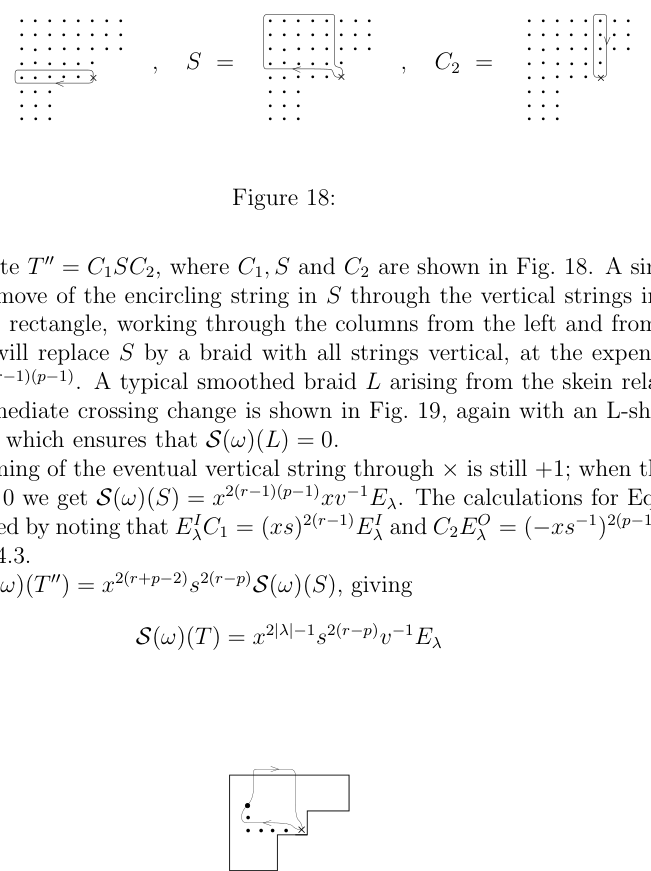 , S = , C₂ =
Figure 18:
te T″ = C₁SC₂, where C₁, S and C₂ are shown in Fig. 18. A si
move of the encircling string in S through the vertical strings i
rectangle, working through the columns from the left and from
will replace S by a braid with all strings vertical, at the expen
r−1)(p−1). A typical smoothed braid L arising from the skein rela
mediate crossing change is shown in Fig. 19, again with an L-sh
which ensures that 𝒮(ω)(L) = 0.
ning of the eventual vertical string through × is still +1; when th
0 we get 𝒮(ω)(S) = x^{2(r−1)(p−1)}xv^{−1}E_λ. The calculations for Eq
ed by noting that E^I_λ C₁ = (xs)^{2(r−1)}E^I_λ and C₂E^O_λ = (−xs^{−1})^{2(p−1
4.3.
ω)(T″) = x^{2(r+p−2)}s^{2(r−p)}𝒮(ω)(S), giving
𝒮(ω)(T) = x^{2|λ|−1}s^{2(r−p)}v^{−1}E_λ